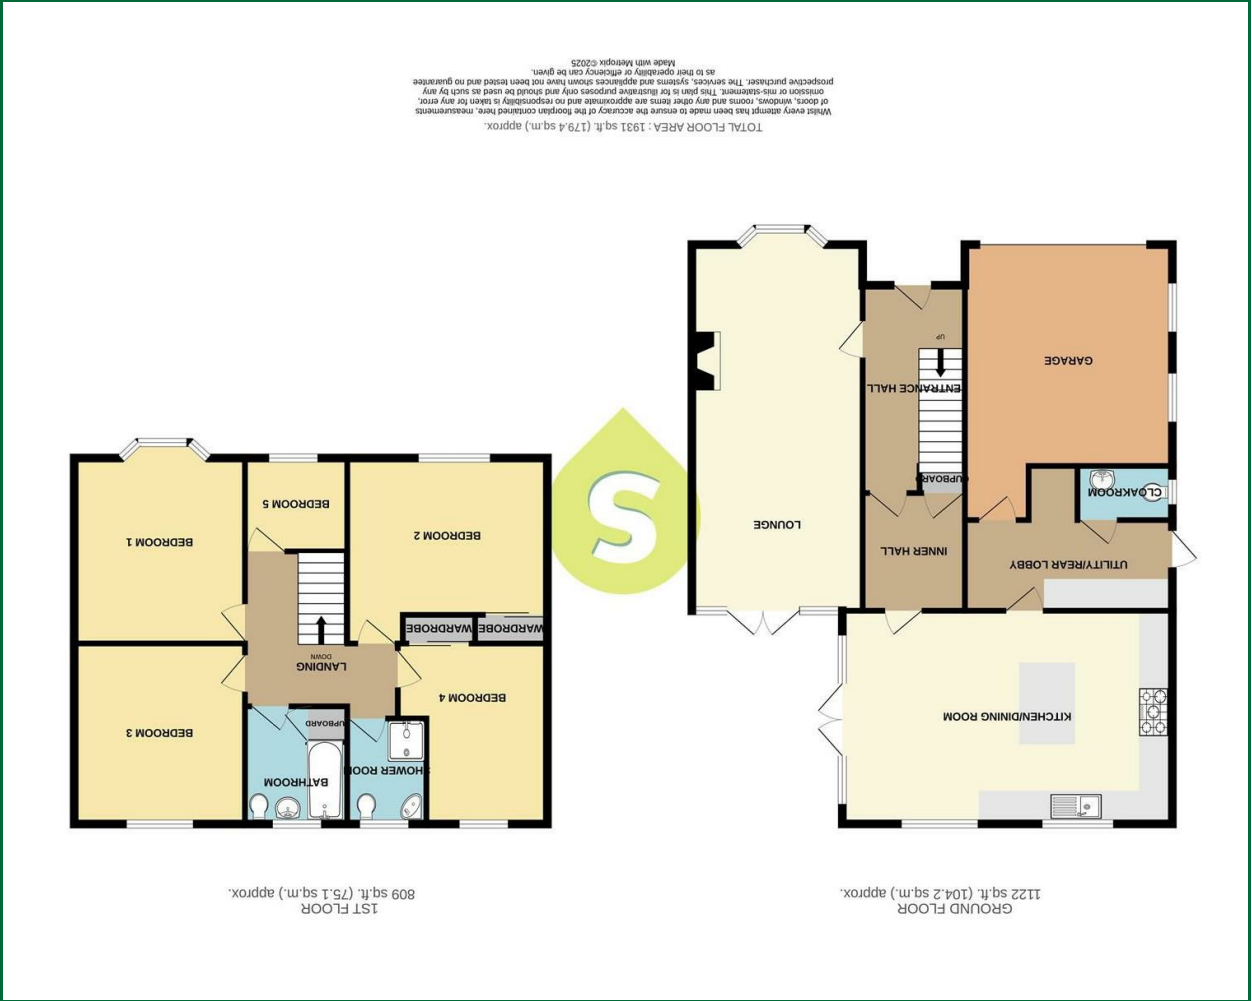 GROUND FLOOR
1122 sq.ft. (104.2 sq.m.) approx.
KITCHEN/DINING ROOM
UTILITY/REAR LOBBY
INNER HALL
LOUNGE
CLOAKROOM
CUPBOARD
ENTRANCE HALL
GARAGE
UP
1ST FLOOR
809 sq.ft. (75.1 sq.m.) approx.
BATHROOM
SHOWER ROOM
BEDROOM 3
CUPBOARD
BEDROOM 4
LANDING
DOWN
WARDROBE
WARDROBE
BEDROOM 1
BEDROOM 2
BEDROOM 5
S
TOTAL FLOOR AREA : 1931 sq.ft. (179.4 sq.m.) approx.
Whilst every attempt has been made to ensure the accuracy of the floorplan contained here, measurements
of doors, windows, rooms and any other items are approximate and no responsibility is taken for any error,
omission or mis-statement. This plan is for illustrative purposes only and should be used as such by any
prospective purchaser. The services, systems and appliances shown have not been tested and no guarantee
as to their operability or efficiency can be given.
Made with Metropix ©2025